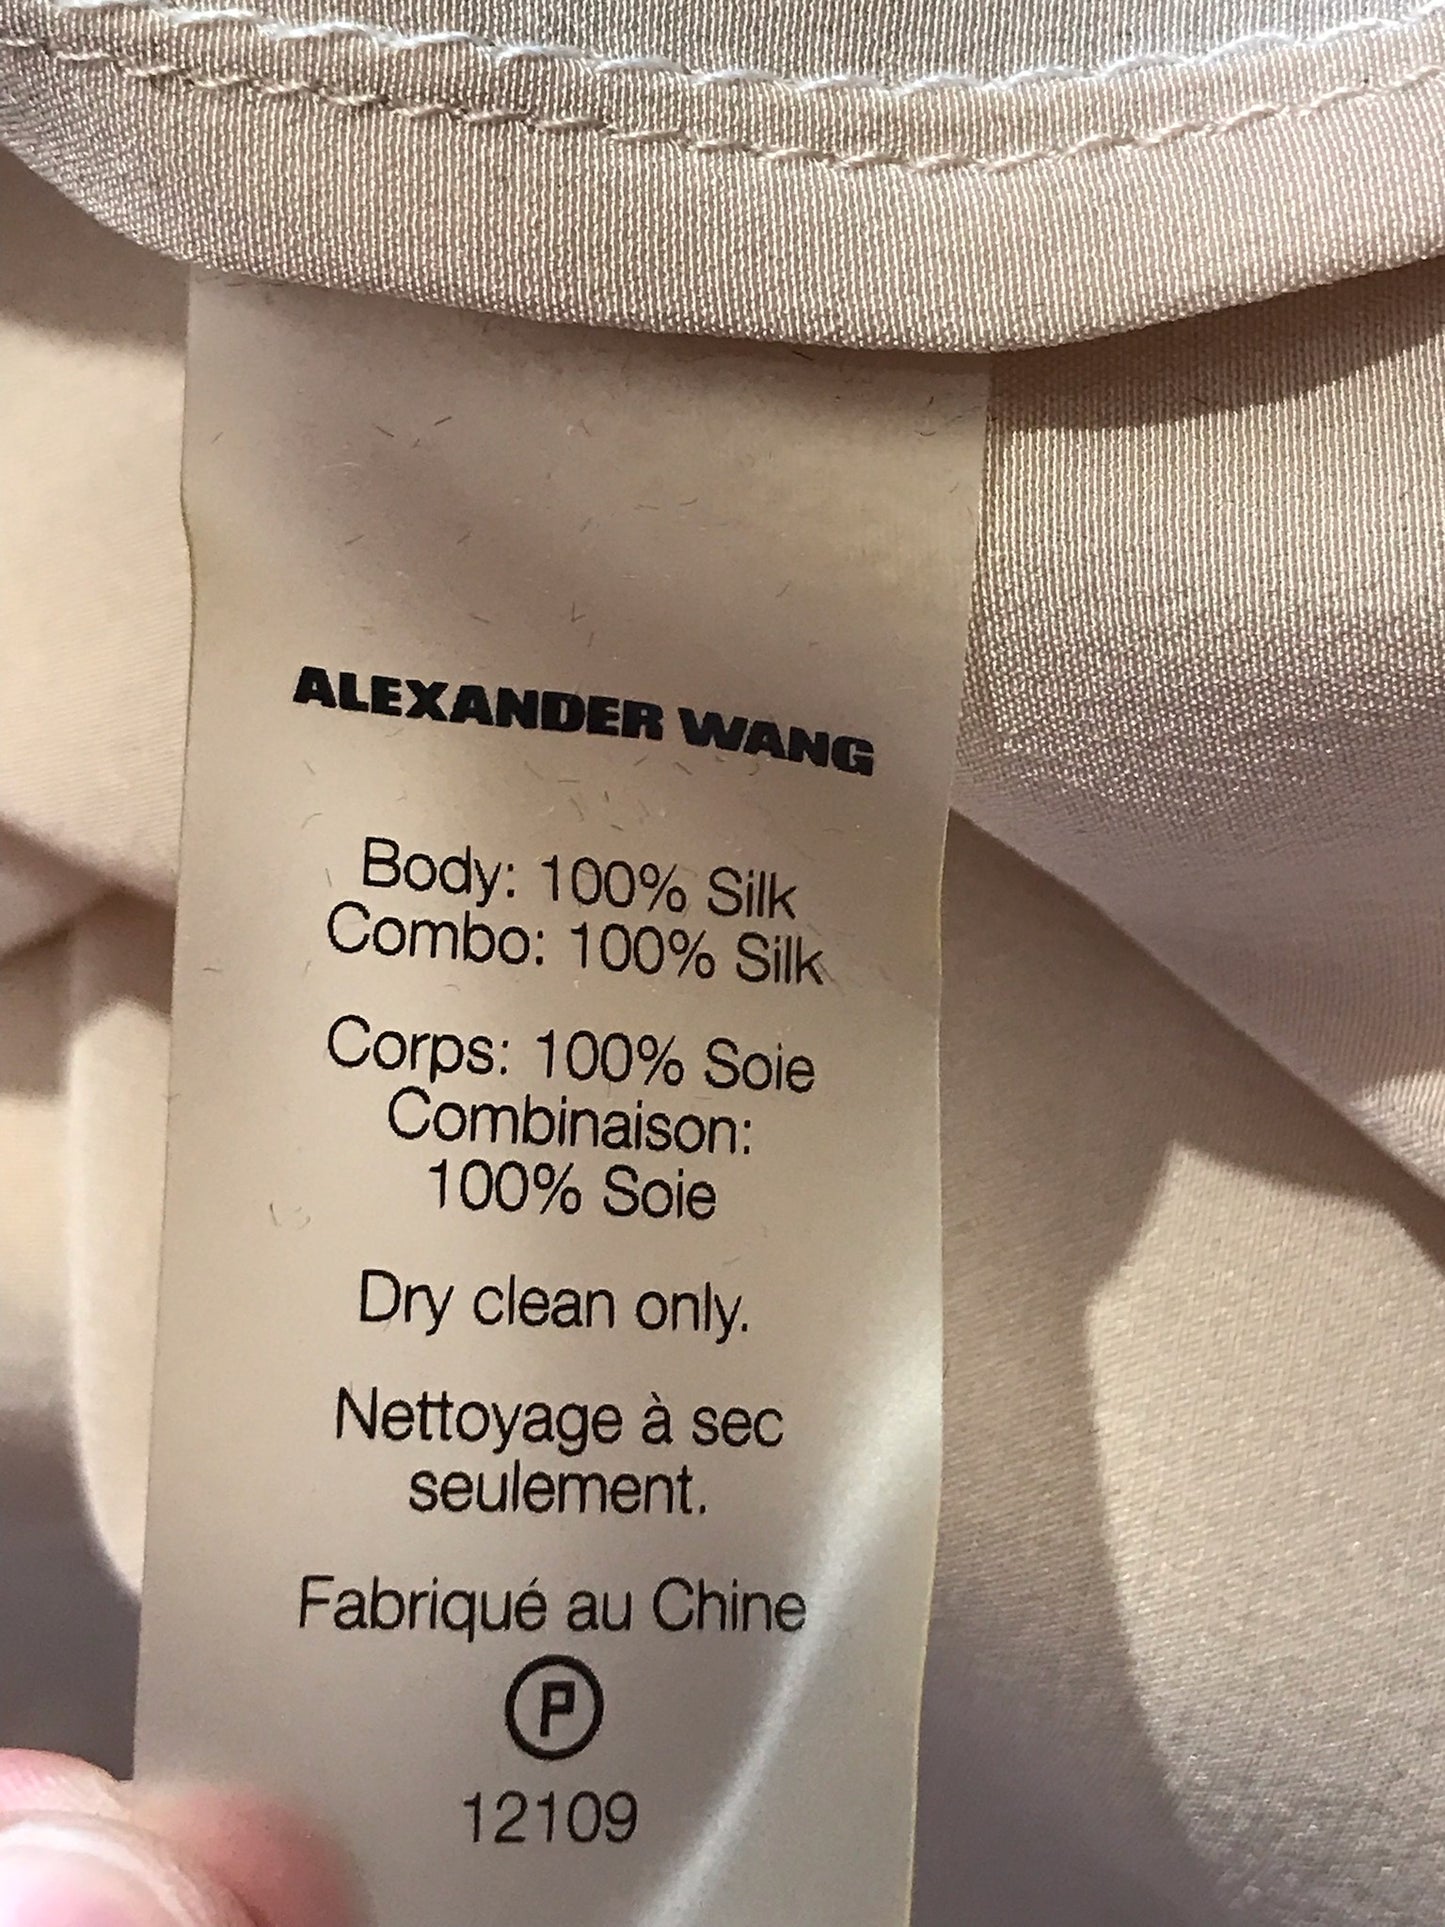 ALEXANDER WANG
Body: 100% Silk
Combo: 100% Silk
Corps: 100% Soie
Combinaison:
100% Soie
Dry clean only.
Nettoyage à sec
seulement.
Fabriqué au Chine
P
12109